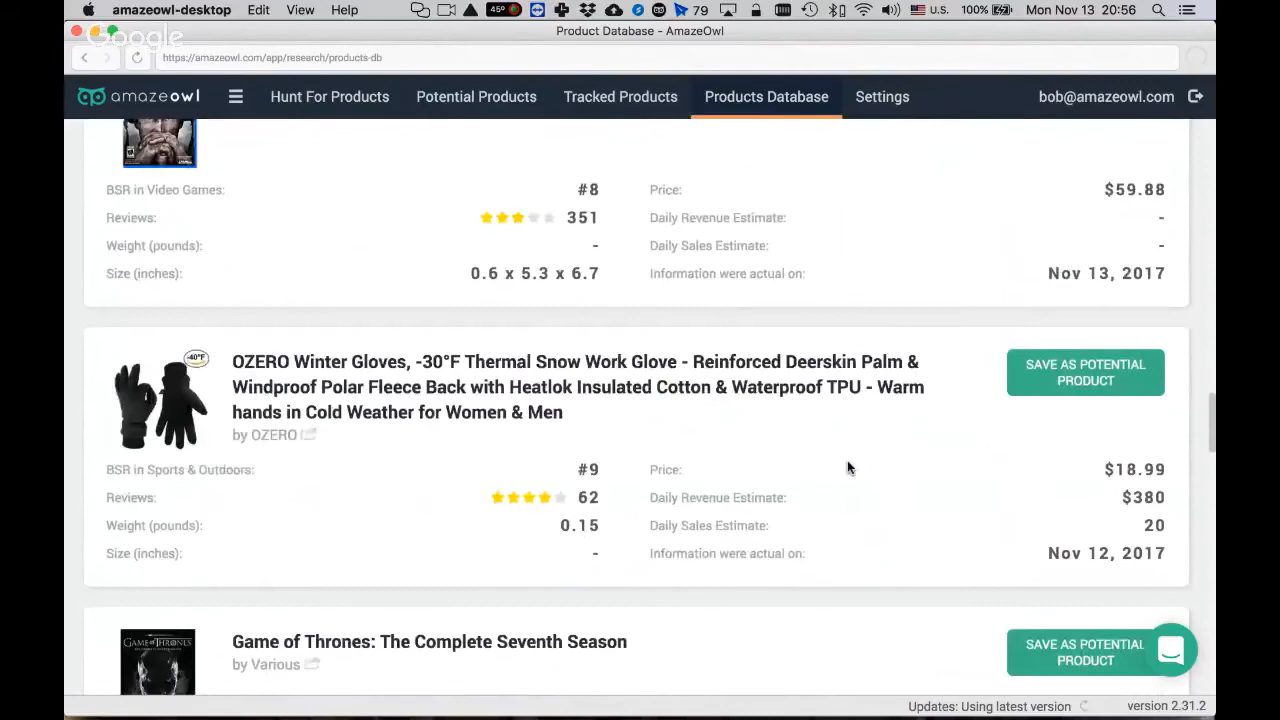 amazeowl-desktop Edit View Help 45° 79 U.S. 100% Mon Nov 13 20:56
Google
Product Database - AmazeOwl
https://amazeowl.com/app/research/products-db
amazeowl Hunt For Products Potential Products Tracked Products Products Database Settings bob@amazeowl.com
BSR in Video Games: #8 Price: $59.88
Reviews: 351 Daily Revenue Estimate: -
Weight (pounds): - Daily Sales Estimate: -
Size (inches): 0.6 x 5.3 x 6.7 Information were actual on: Nov 13, 2017
-40°F
OZERO Winter Gloves, -30°F Thermal Snow Work Glove - Reinforced Deerskin Palm &
Windproof Polar Fleece Back with Heatlok Insulated Cotton & Waterproof TPU - Warm
hands in Cold Weather for Women & Men
by OZERO
SAVE AS POTENTIAL
PRODUCT
BSR in Sports & Outdoors: #9 Price: $18.99
Reviews: 62 Daily Revenue Estimate: $380
Weight (pounds): 0.15 Daily Sales Estimate: 20
Size (inches): - Information were actual on: Nov 12, 2017
GAME OF THRONES
Game of Thrones: The Complete Seventh Season
by Various
SAVE AS POTENTIAL
PRODUCT
Updates: Using latest version version 2.31.2